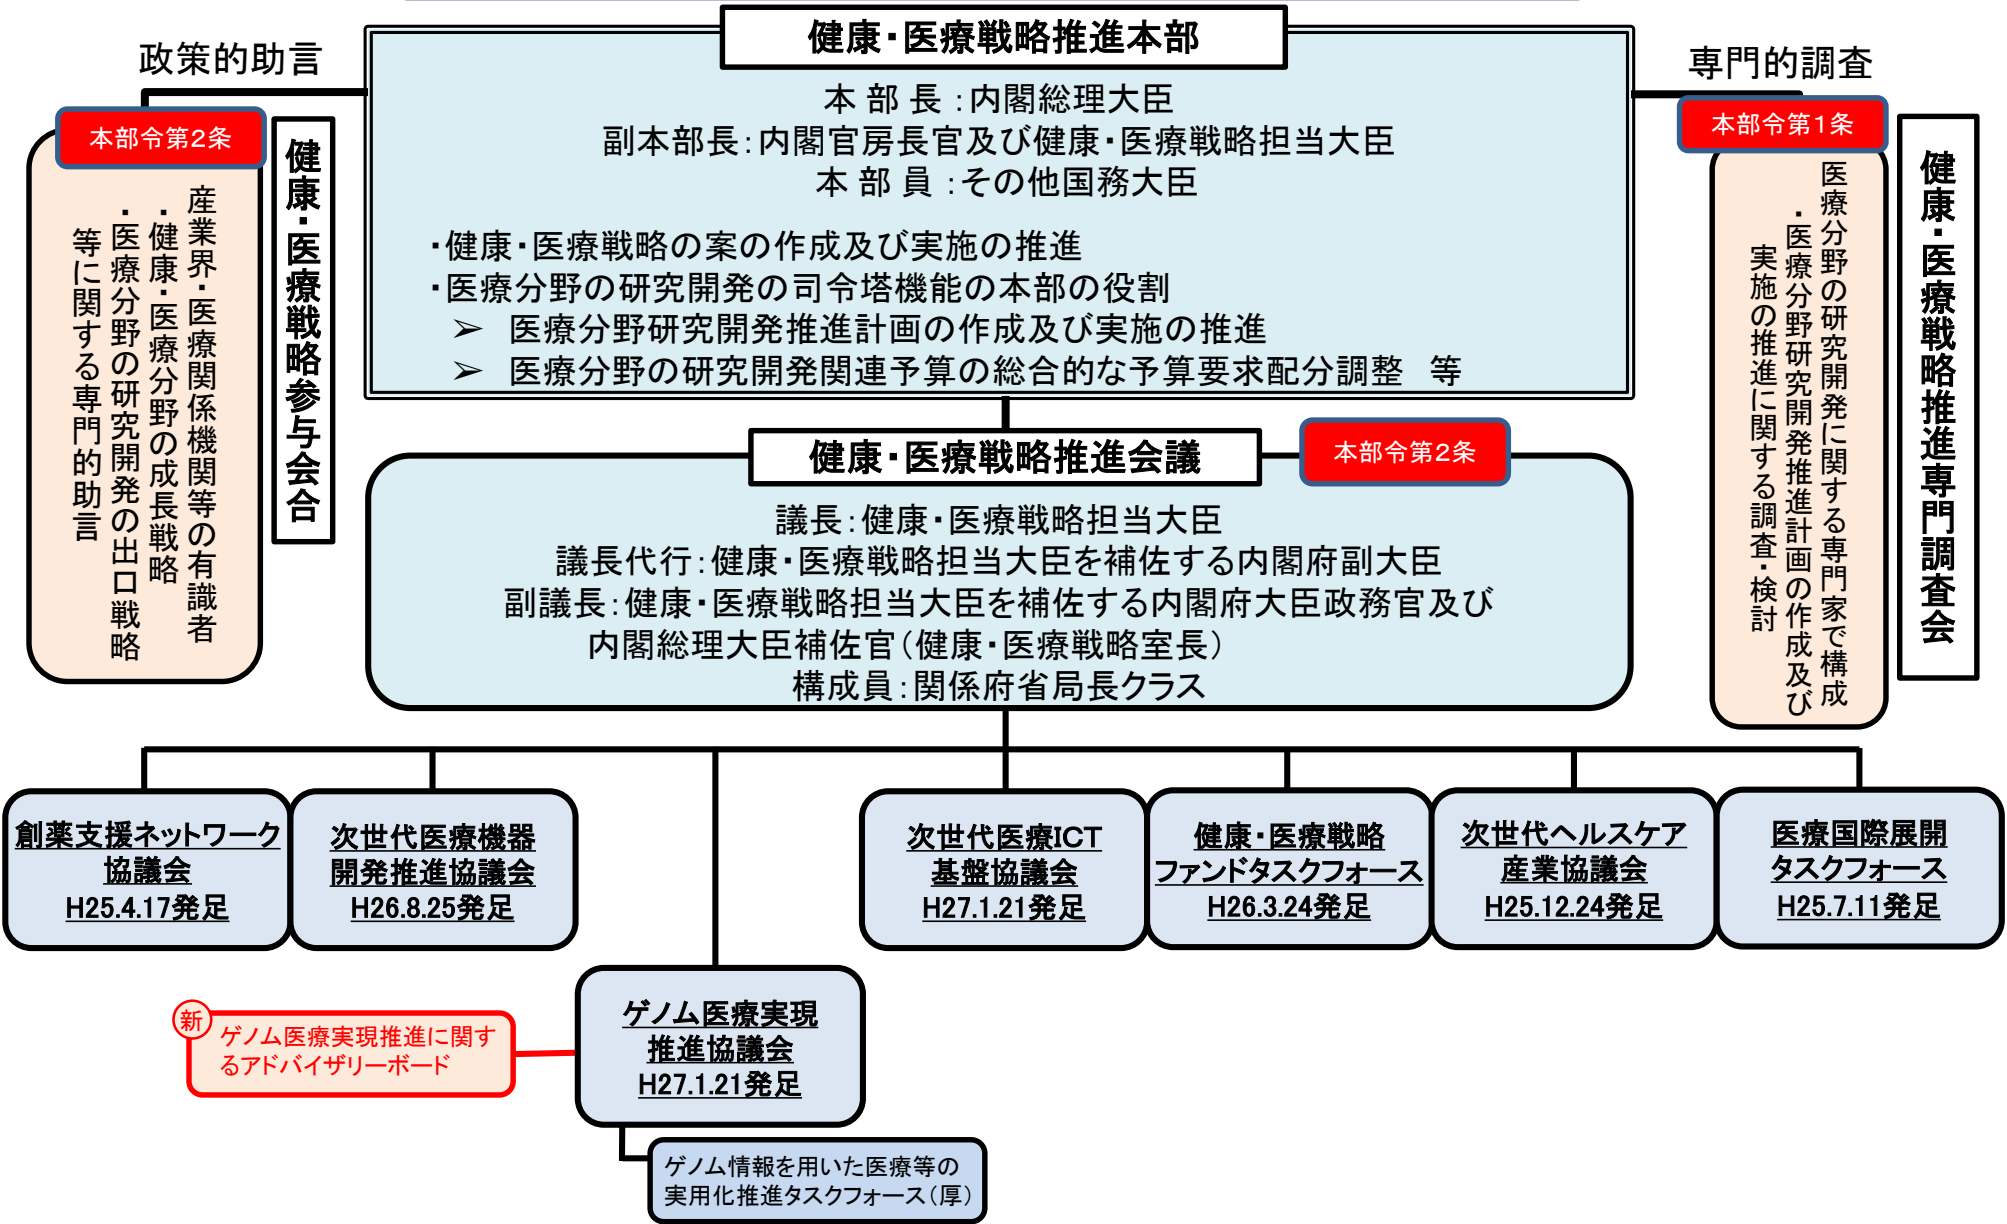 健康・医療戦略推進本部
政策的助言
専門的調査
本 部 長 ：内閣総理大臣
副本部長：内閣官房長官及び健康・医療戦略担当大臣
本 部 員 ：その他国務大臣
・健康・医療戦略の案の作成及び実施の推進
・医療分野の研究開発の司令塔機能の本部の役割
➢ 医療分野研究開発推進計画の作成及び実施の推進
➢ 医療分野の研究開発関連予算の総合的な予算要求配分調整　等
本部令第２条
健康・医療戦略参与会合
産業界・医療関係機関等の有識者
・健康・医療分野の成長戦略
・医療分野の研究開発の出口戦略
等に関する専門的助言
本部令第１条
健康・医療戦略推進専門調査会
医療分野の研究開発に関する専門家で構成
・医療分野研究開発推進計画の作成及び
実施の推進に関する調査・検討
健康・医療戦略推進会議
本部令第２条
議長：健康・医療戦略担当大臣
議長代行：健康・医療戦略担当大臣を補佐する内閣府副大臣
副議長：健康・医療戦略担当大臣を補佐する内閣府大臣政務官及び
内閣総理大臣補佐官（健康・医療戦略室長）
構成員：関係府省局長クラス
創薬支援ネットワーク
協議会
H25.4.17発足
次世代医療機器
開発推進協議会
H26.8.25発足
次世代医療ICT
基盤協議会
H27.1.21発足
健康・医療戦略
ファンドタスクフォース
H26.3.24発足
次世代ヘルスケア
産業協議会
H25.12.24発足
医療国際展開
タスクフォース
H25.7.11発足
新
ゲノム医療実現推進に関す
るアドバイザリーボード
ゲノム医療実現
推進協議会
H27.1.21発足
ゲノム情報を用いた医療等の
実用化推進タスクフォース（厚）